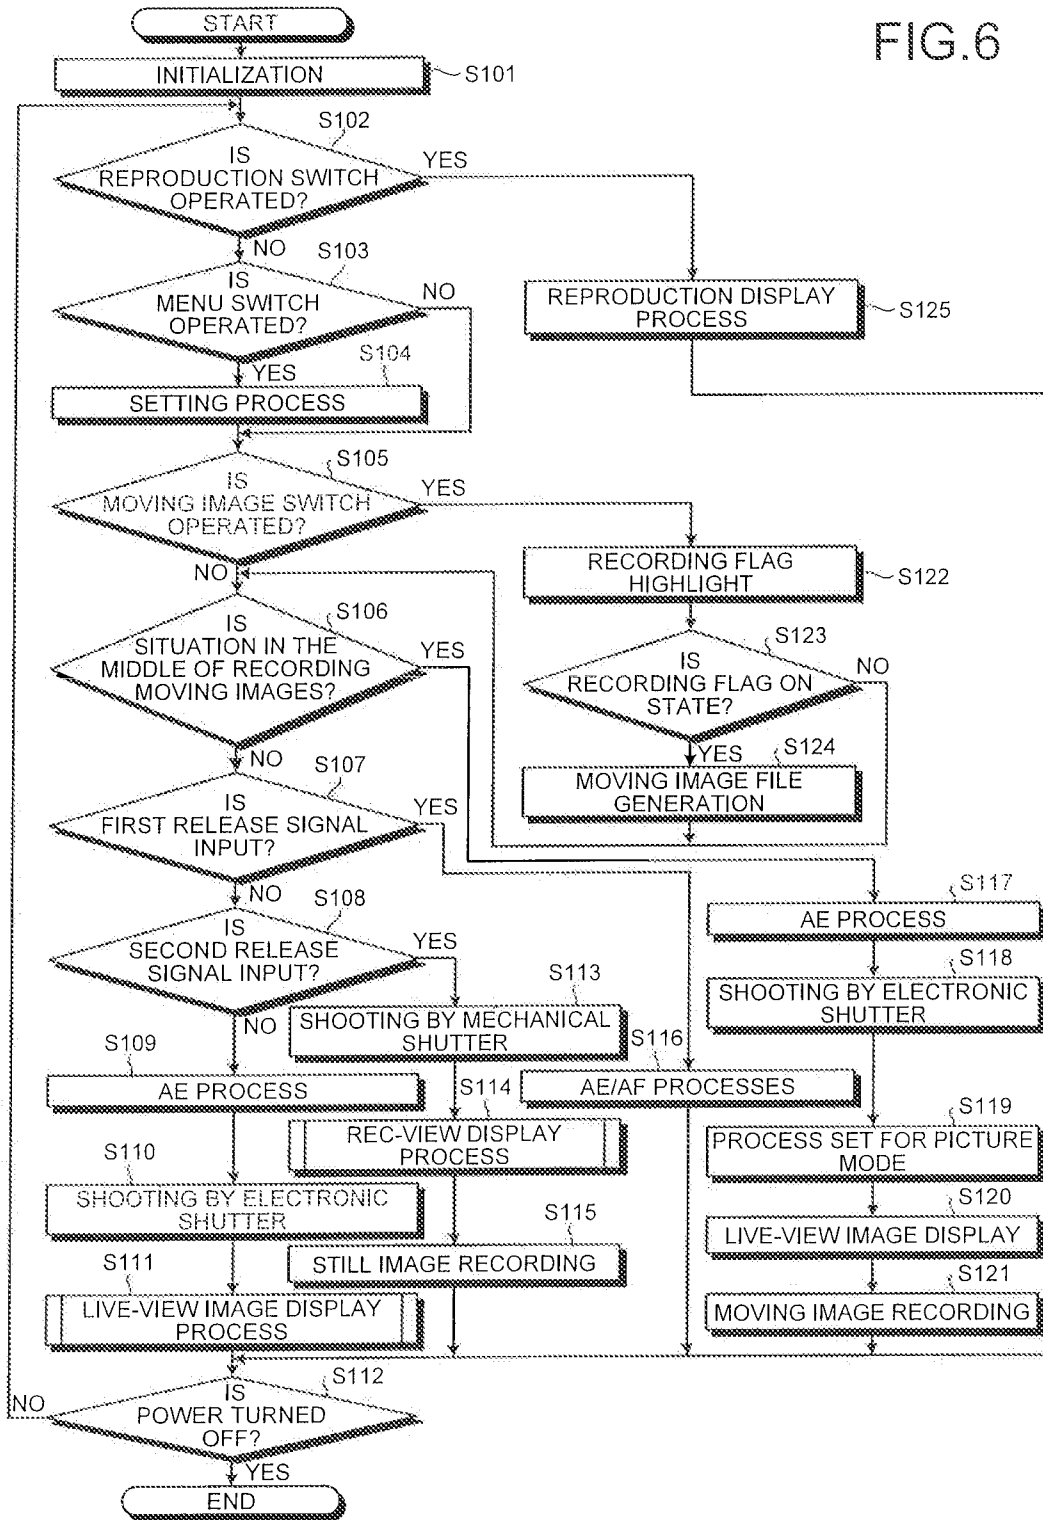 FIG.6
START
INITIALIZATION
S101
S102
IS
REPRODUCTION SWITCH
OPERATED?
YES
NO
S103
IS
MENU SWITCH
OPERATED?
NO
YES
REPRODUCTION DISPLAY
PROCESS
S125
S104
SETTING PROCESS
S105
IS
MOVING IMAGE SWITCH
OPERATED?
YES
NO
RECORDING FLAG
HIGHLIGHT
S122
S106
IS
SITUATION IN THE
MIDDLE OF RECORDING
MOVING IMAGES?
YES
NO
S123
IS
RECORDING FLAG ON
STATE?
NO
YES
S124
MOVING IMAGE FILE
GENERATION
S107
IS
FIRST RELEASE SIGNAL
INPUT?
YES
NO
S108
IS
SECOND RELEASE
SIGNAL INPUT?
YES
NO
S117
AE PROCESS
S118
SHOOTING BY ELECTRONIC
SHUTTER
S113
SHOOTING BY MECHANICAL
SHUTTER
S109
AE PROCESS
S116
AE/AF PROCESSES
S114
REC-VIEW DISPLAY
PROCESS
S119
PROCESS SET FOR PICTURE
MODE
S110
SHOOTING BY ELECTRONIC
SHUTTER
S115
STILL IMAGE RECORDING
S120
LIVE-VIEW IMAGE DISPLAY
S111
LIVE-VIEW IMAGE DISPLAY
PROCESS
S121
MOVING IMAGE RECORDING
S112
IS
POWER TURNED
OFF?
NO
YES
END